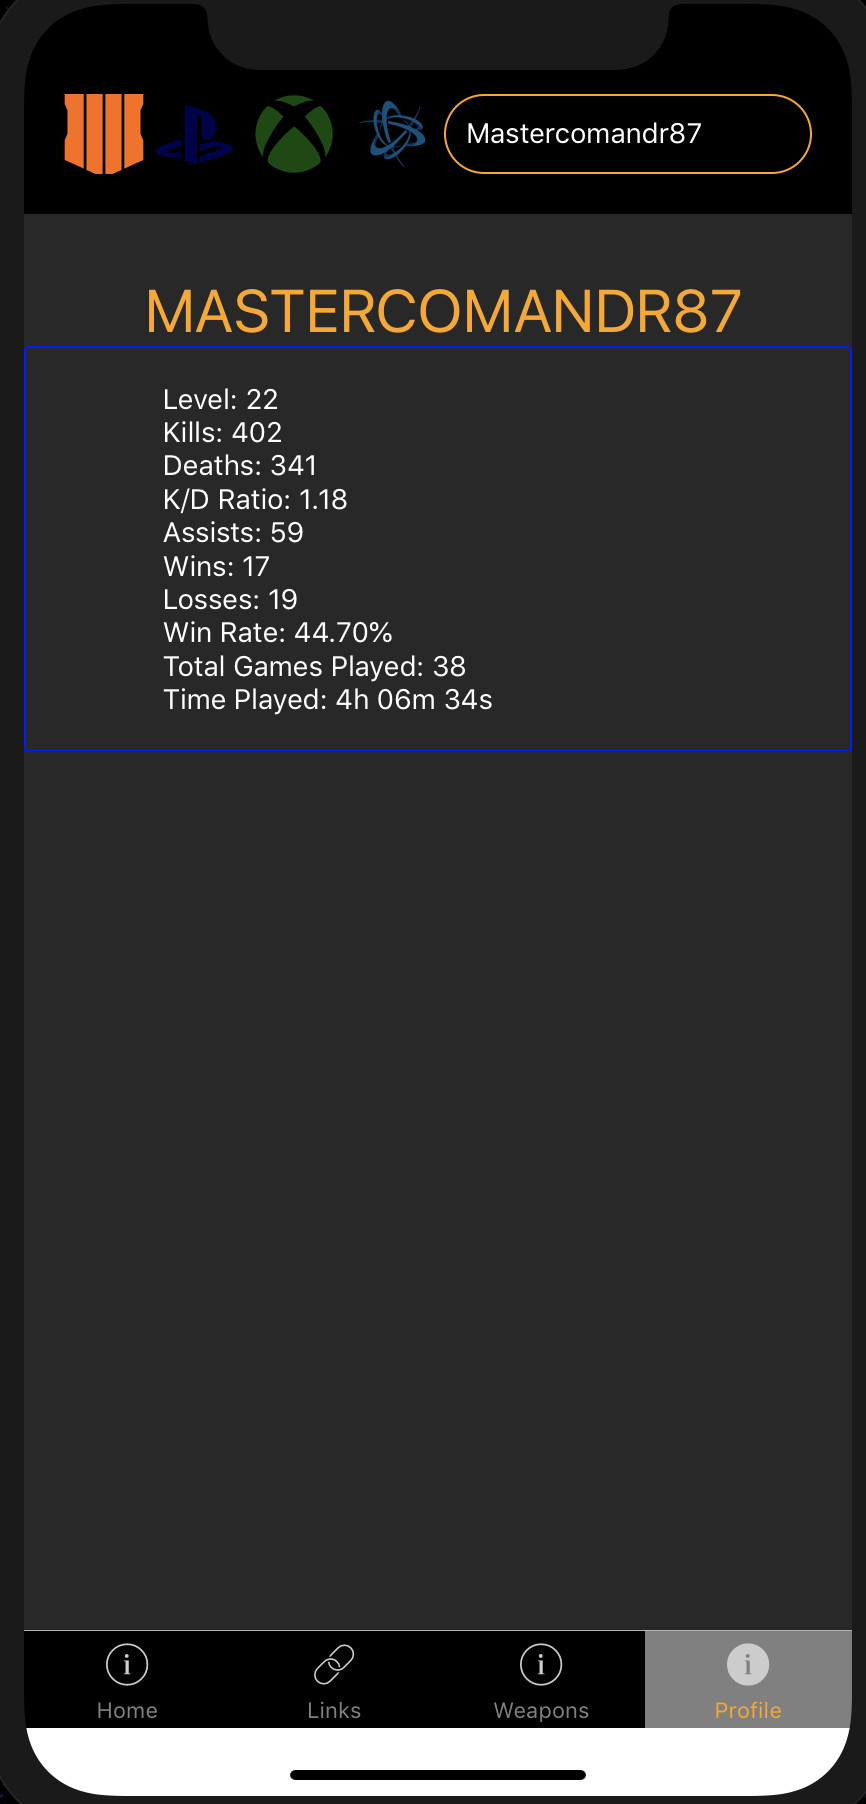 Mastercomandr87
MASTERCOMANDR87
Level: 22
Kills: 402
Deaths: 341
K/D Ratio: 1.18
Assists: 59
Wins: 17
Losses: 19
Win Rate: 44.70%
Total Games Played: 38
Time Played: 4h 06m 34s
Home
Links
Weapons
Profile